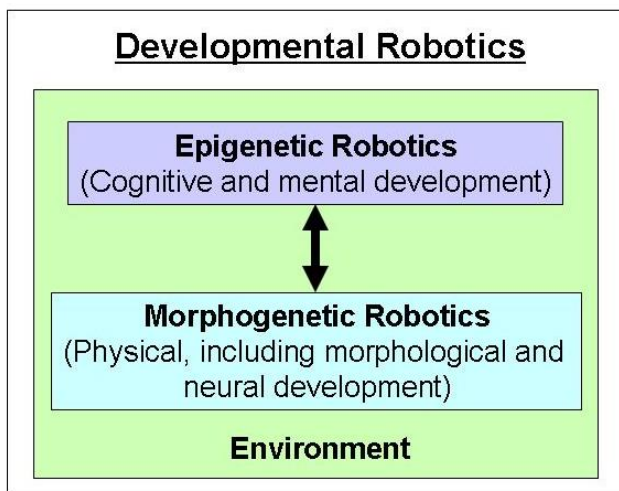 Developmental Robotics
Epigenetic Robotics
(Cognitive and mental development)
Morphogenetic Robotics
(Physical, including morphological and
neural development)
Environment